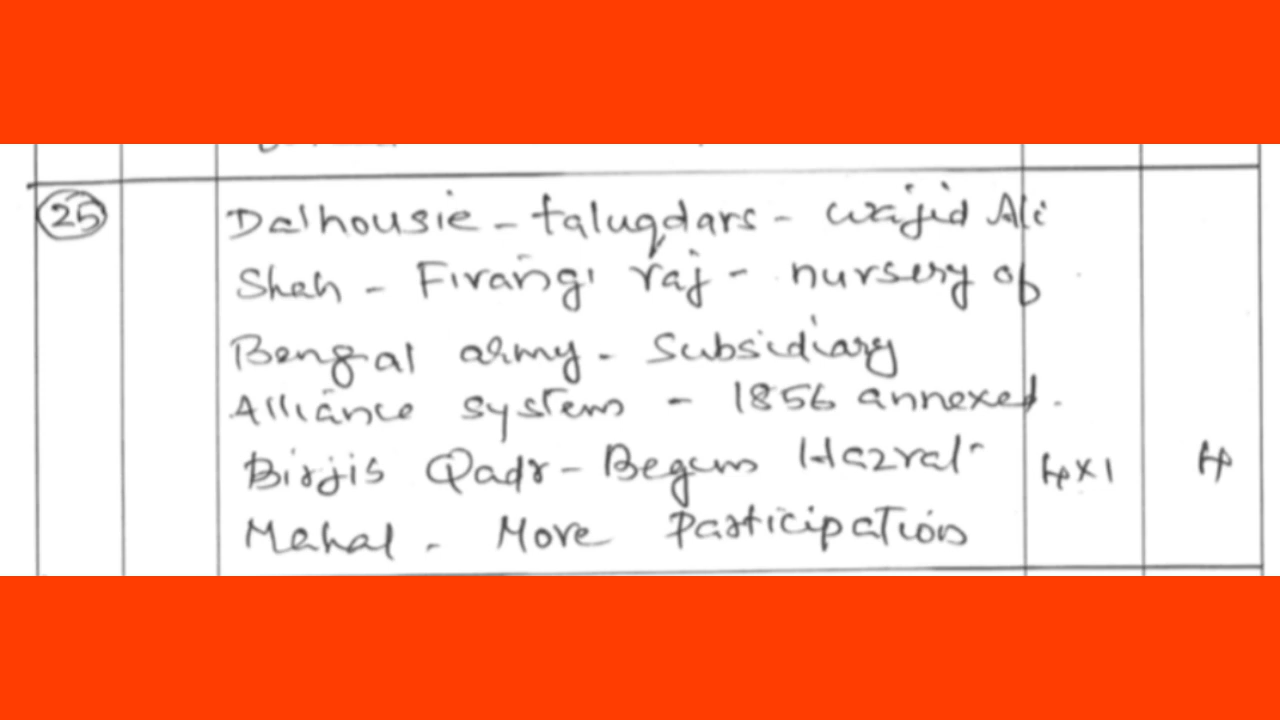 25 Dalhousie - taluqdars - wajid Ali
Shah - Firangi raj - nursery of
Bengal army - Subsidiary
Alliance system - 1856 annexed.
Birjis Qadr - Begum Hazrat
Mahal - More Participation
4x1 4